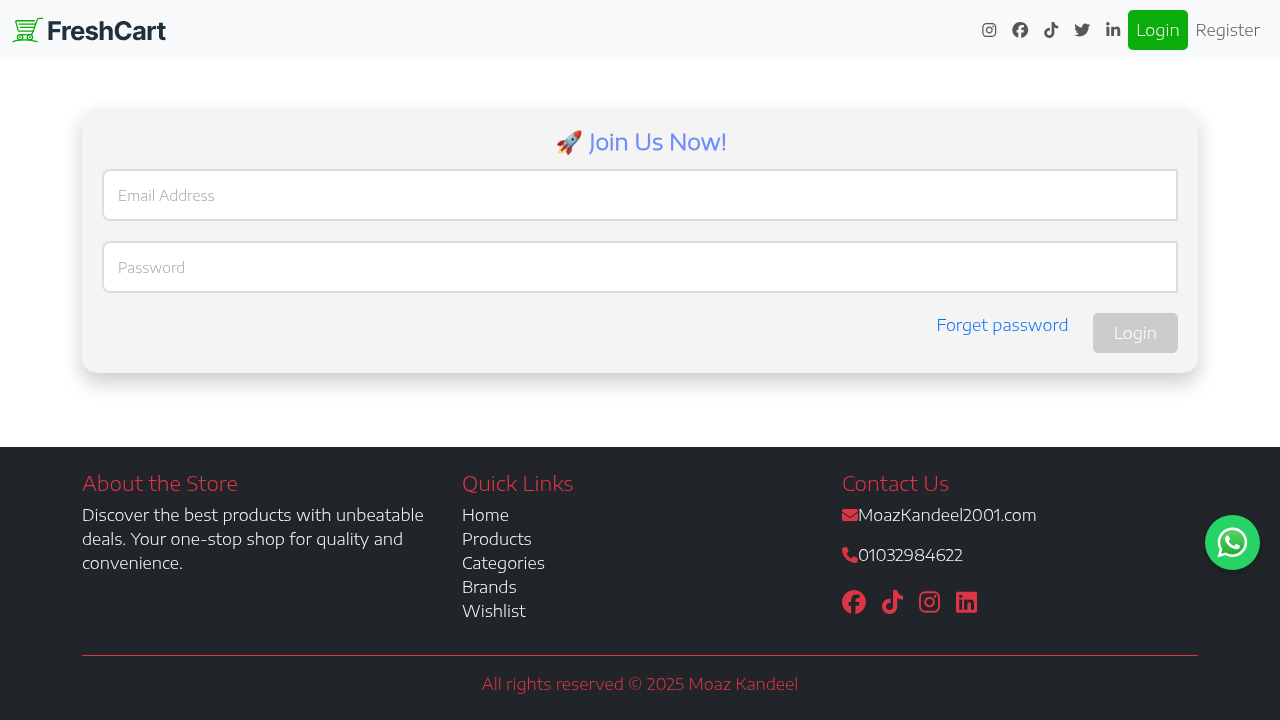 FreshCart
Login
Register
🚀 Join Us Now!
Email Address
Password
Forget password
Login
About the Store
Discover the best products with unbeatable
deals. Your one-stop shop for quality and
convenience.
Quick Links
Home
Products
Categories
Brands
Wishlist
Contact Us
MoazKandeel2001.com
01032984622
All rights reserved © 2025 Moaz Kandeel